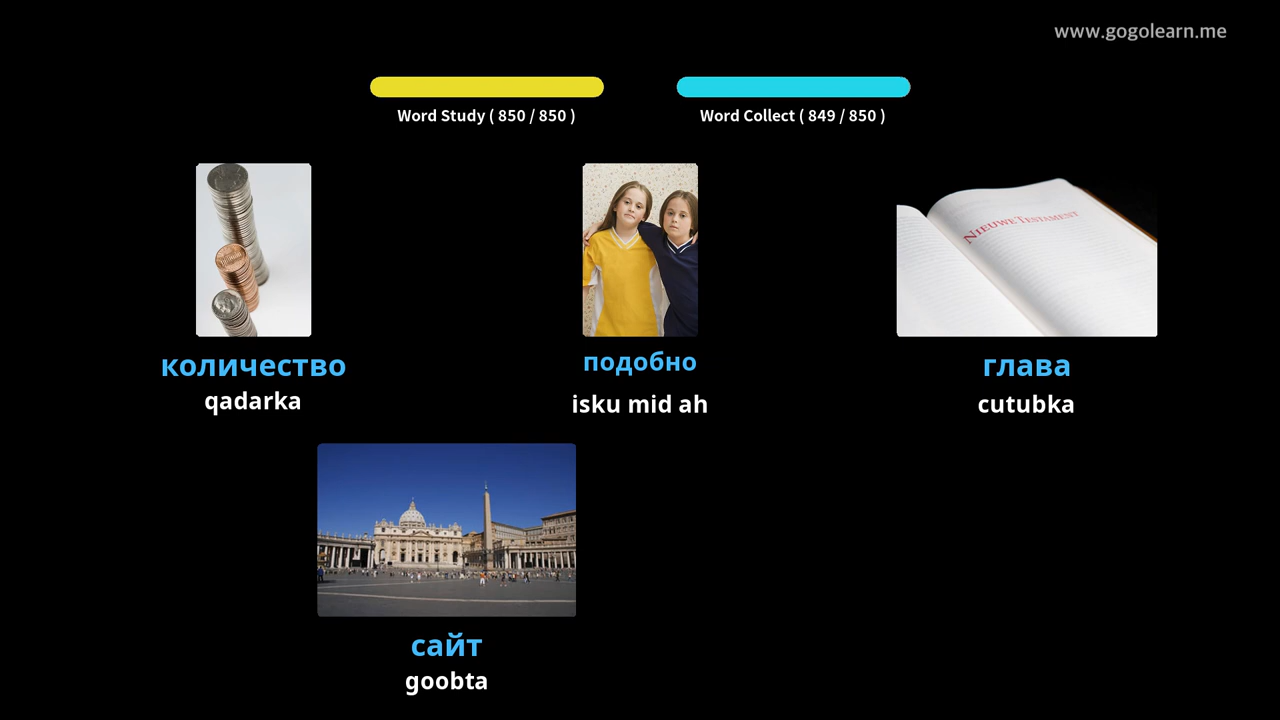 www.gogolearn.me
Word Study ( 850 / 850 )
Word Collect ( 849 / 850 )
NIEUWE TESTAMENT
количество
qadarka
подобно
isku mid ah
глава
cutubka
сайт
goobta